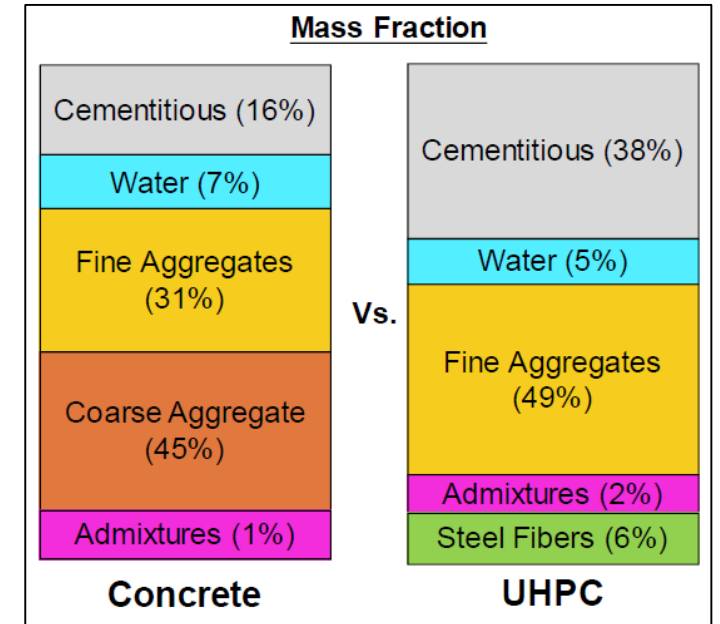 Mass Fraction
Cementitious (16%)
Water (7%)
Fine Aggregates
(31%)
Coarse Aggregate
(45%)
Admixtures (1%)
Concrete
Vs.
Cementitious (38%)
Water (5%)
Fine Aggregates
(49%)
Admixtures (2%)
Steel Fibers (6%)
UHPC